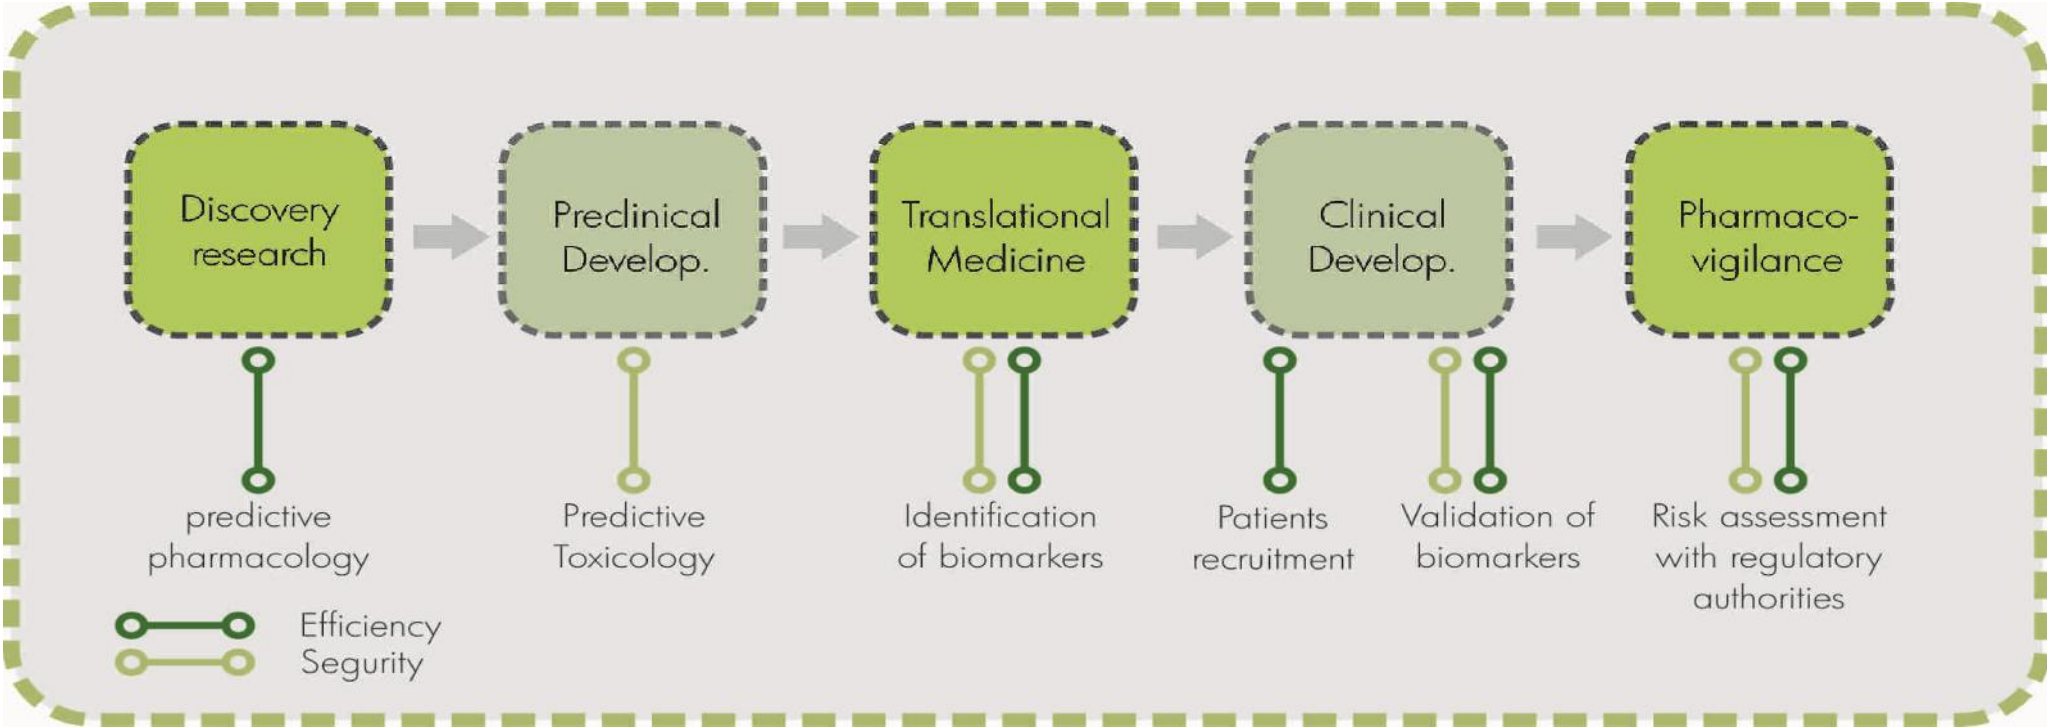 Discovery
research
Preclinical
Develop.
Translational
Medicine
Clinical
Develop.
Pharmaco-
vigilance
predictive
pharmacology
Predictive
Toxicology
Identification
of biomarkers
Patients
recruitment
Validation of
biomarkers
Risk assessment
with regulatory
authorities
Efficiency
Segurity